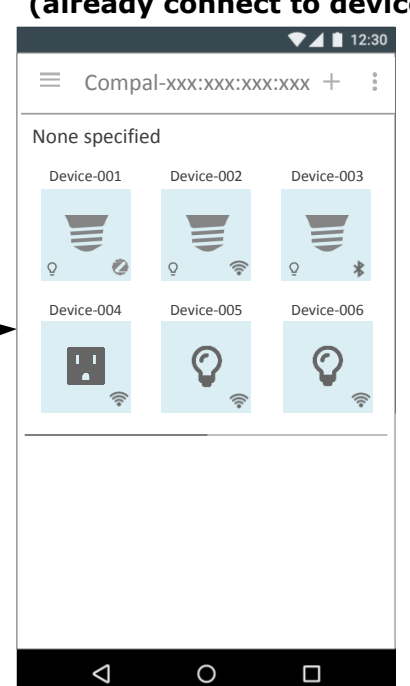 (already connect to device
12:30
Compal-xxx:xxx:xxx:xxx
None specified
Device-001 Device-002 Device-003
Device-004 Device-005 Device-006